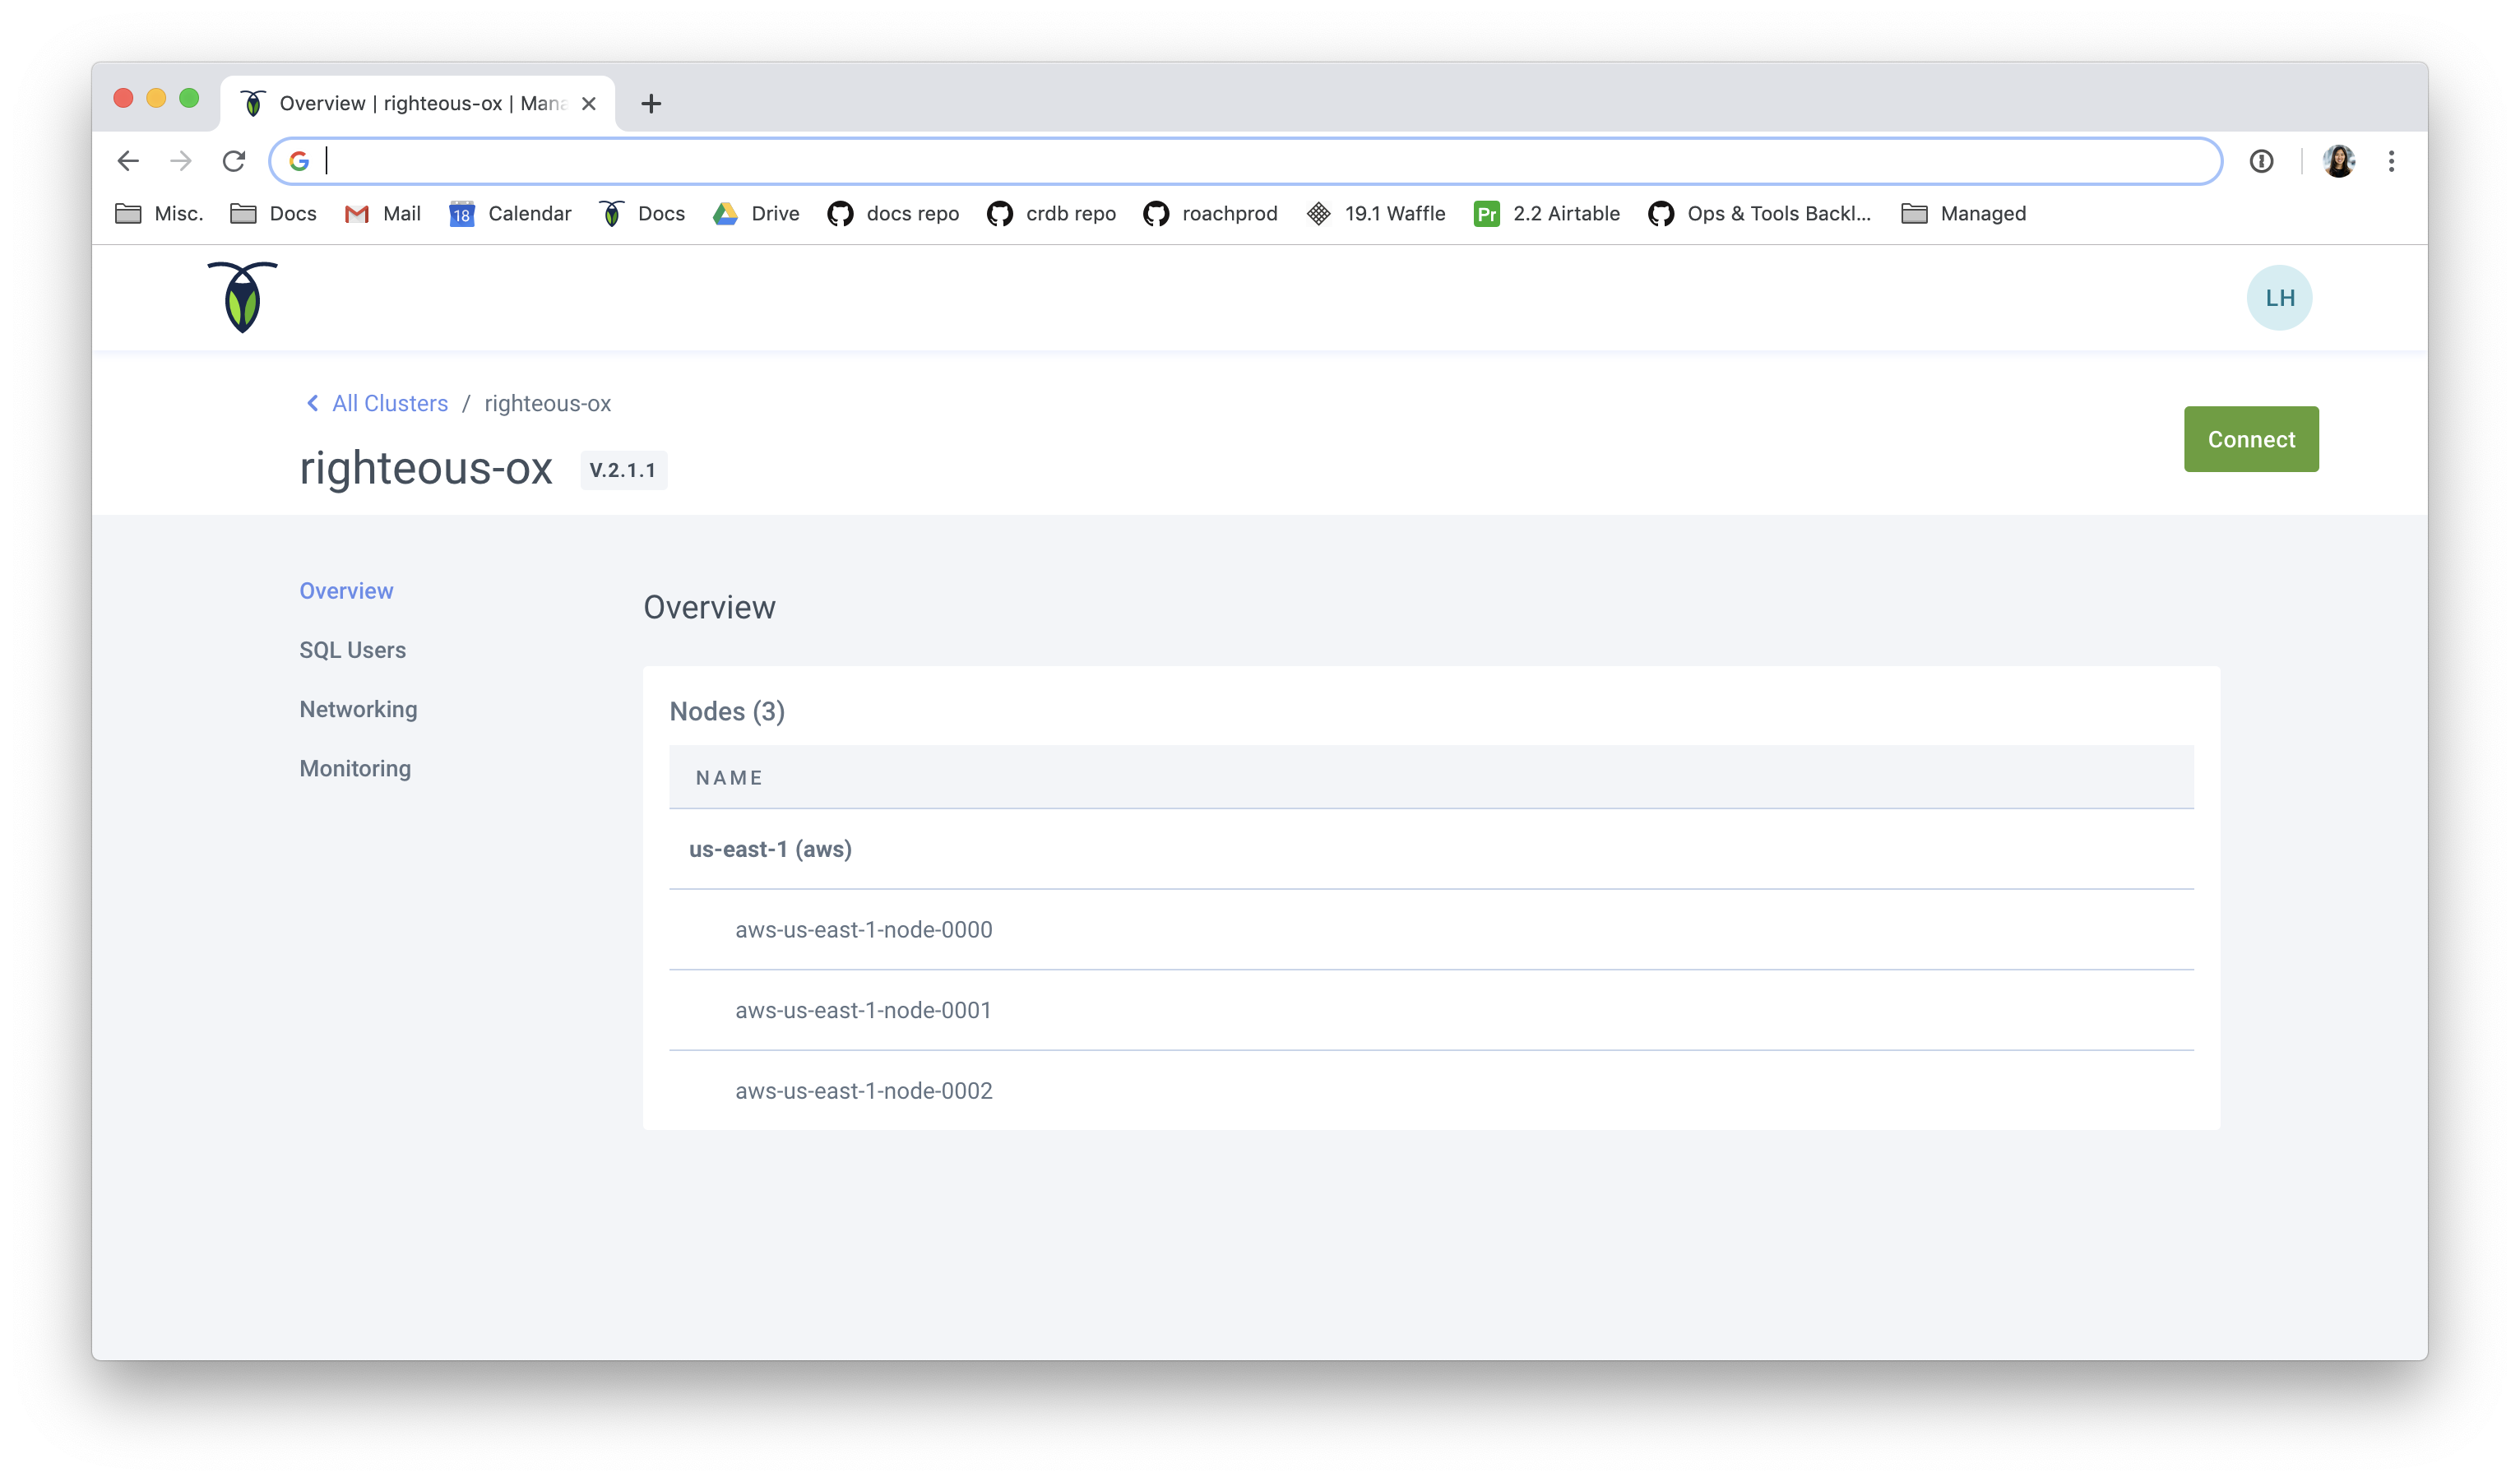 Overview | righteous-ox | Mana
Misc. Docs Mail 18 Calendar Docs Drive docs repo crdb repo roachprod 19.1 Waffle Pr 2.2 Airtable Ops & Tools Backl... Managed
LH
All Clusters / righteous-ox
righteous-ox V.2.1.1
Connect
Overview
SQL Users
Networking
Monitoring
Overview
Nodes (3)
NAME
us-east-1 (aws)
aws-us-east-1-node-0000
aws-us-east-1-node-0001
aws-us-east-1-node-0002